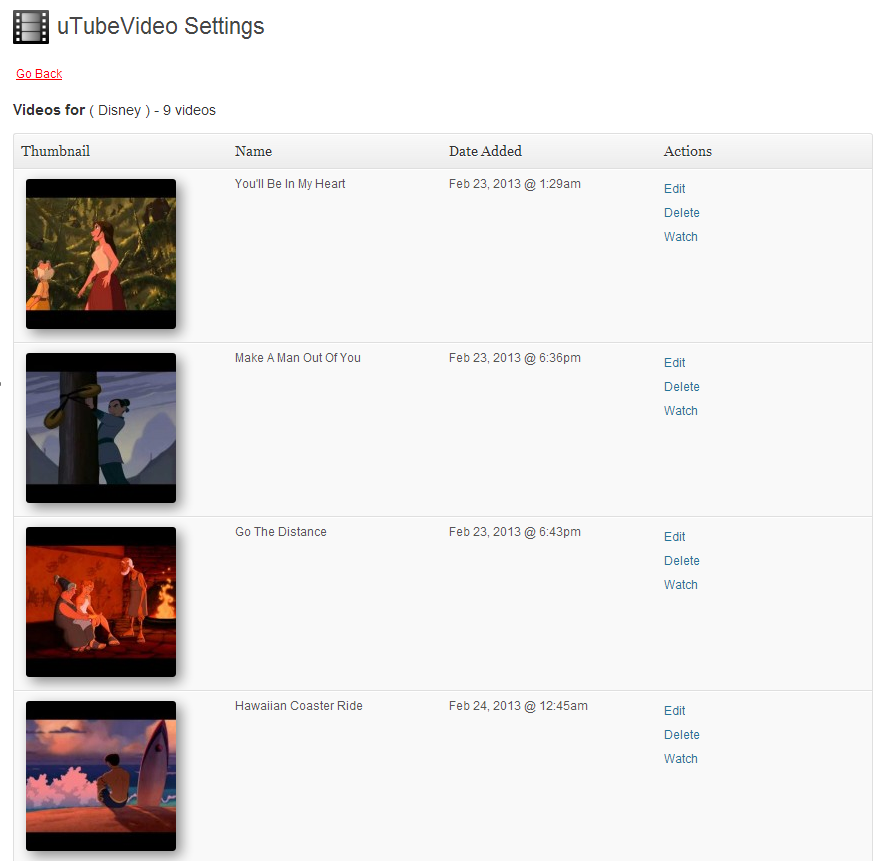 uTubeVideo Settings
Go Back
Videos for ( Disney ) - 9 videos
Thumbnail Name Date Added Actions
You'll Be In My Heart Feb 23, 2013 @ 1:29am Edit
Delete
Watch
Make A Man Out Of You Feb 23, 2013 @ 6:36pm Edit
Delete
Watch
Go The Distance Feb 23, 2013 @ 6:43pm Edit
Delete
Watch
Hawaiian Coaster Ride Feb 24, 2013 @ 12:45am Edit
Delete
Watch